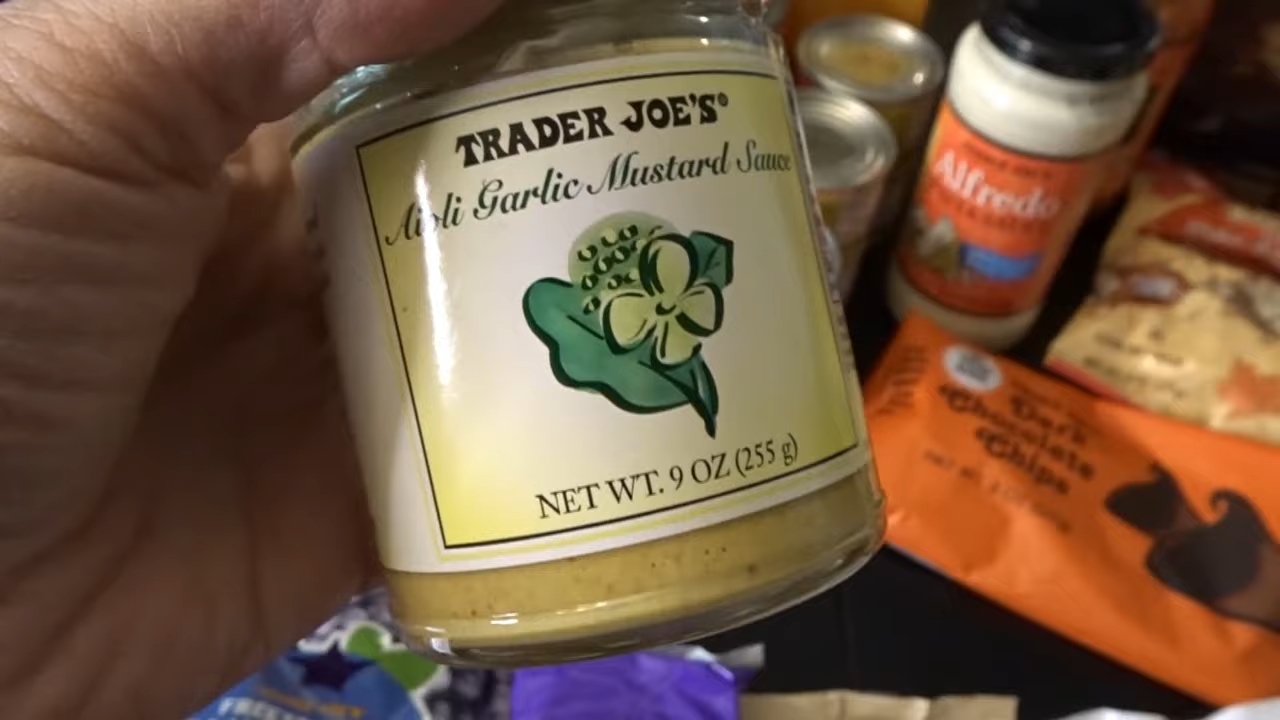 TRADER JOE'S®
Aioli Garlic Mustard Sauce
NET WT. 9 OZ (255 g)
Alfredo
Dark
Chocolate
Chips